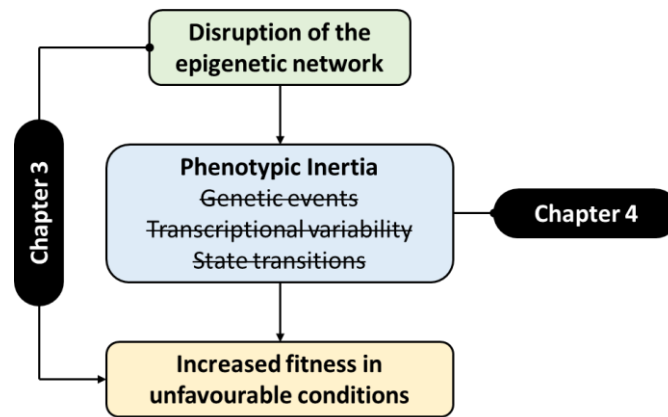 Disruption of the
epigenetic network
Chapter 3
Phenotypic Inertia
Genetic events
Transcriptional variability
State transitions
Chapter 4
Increased fitness in
unfavourable conditions